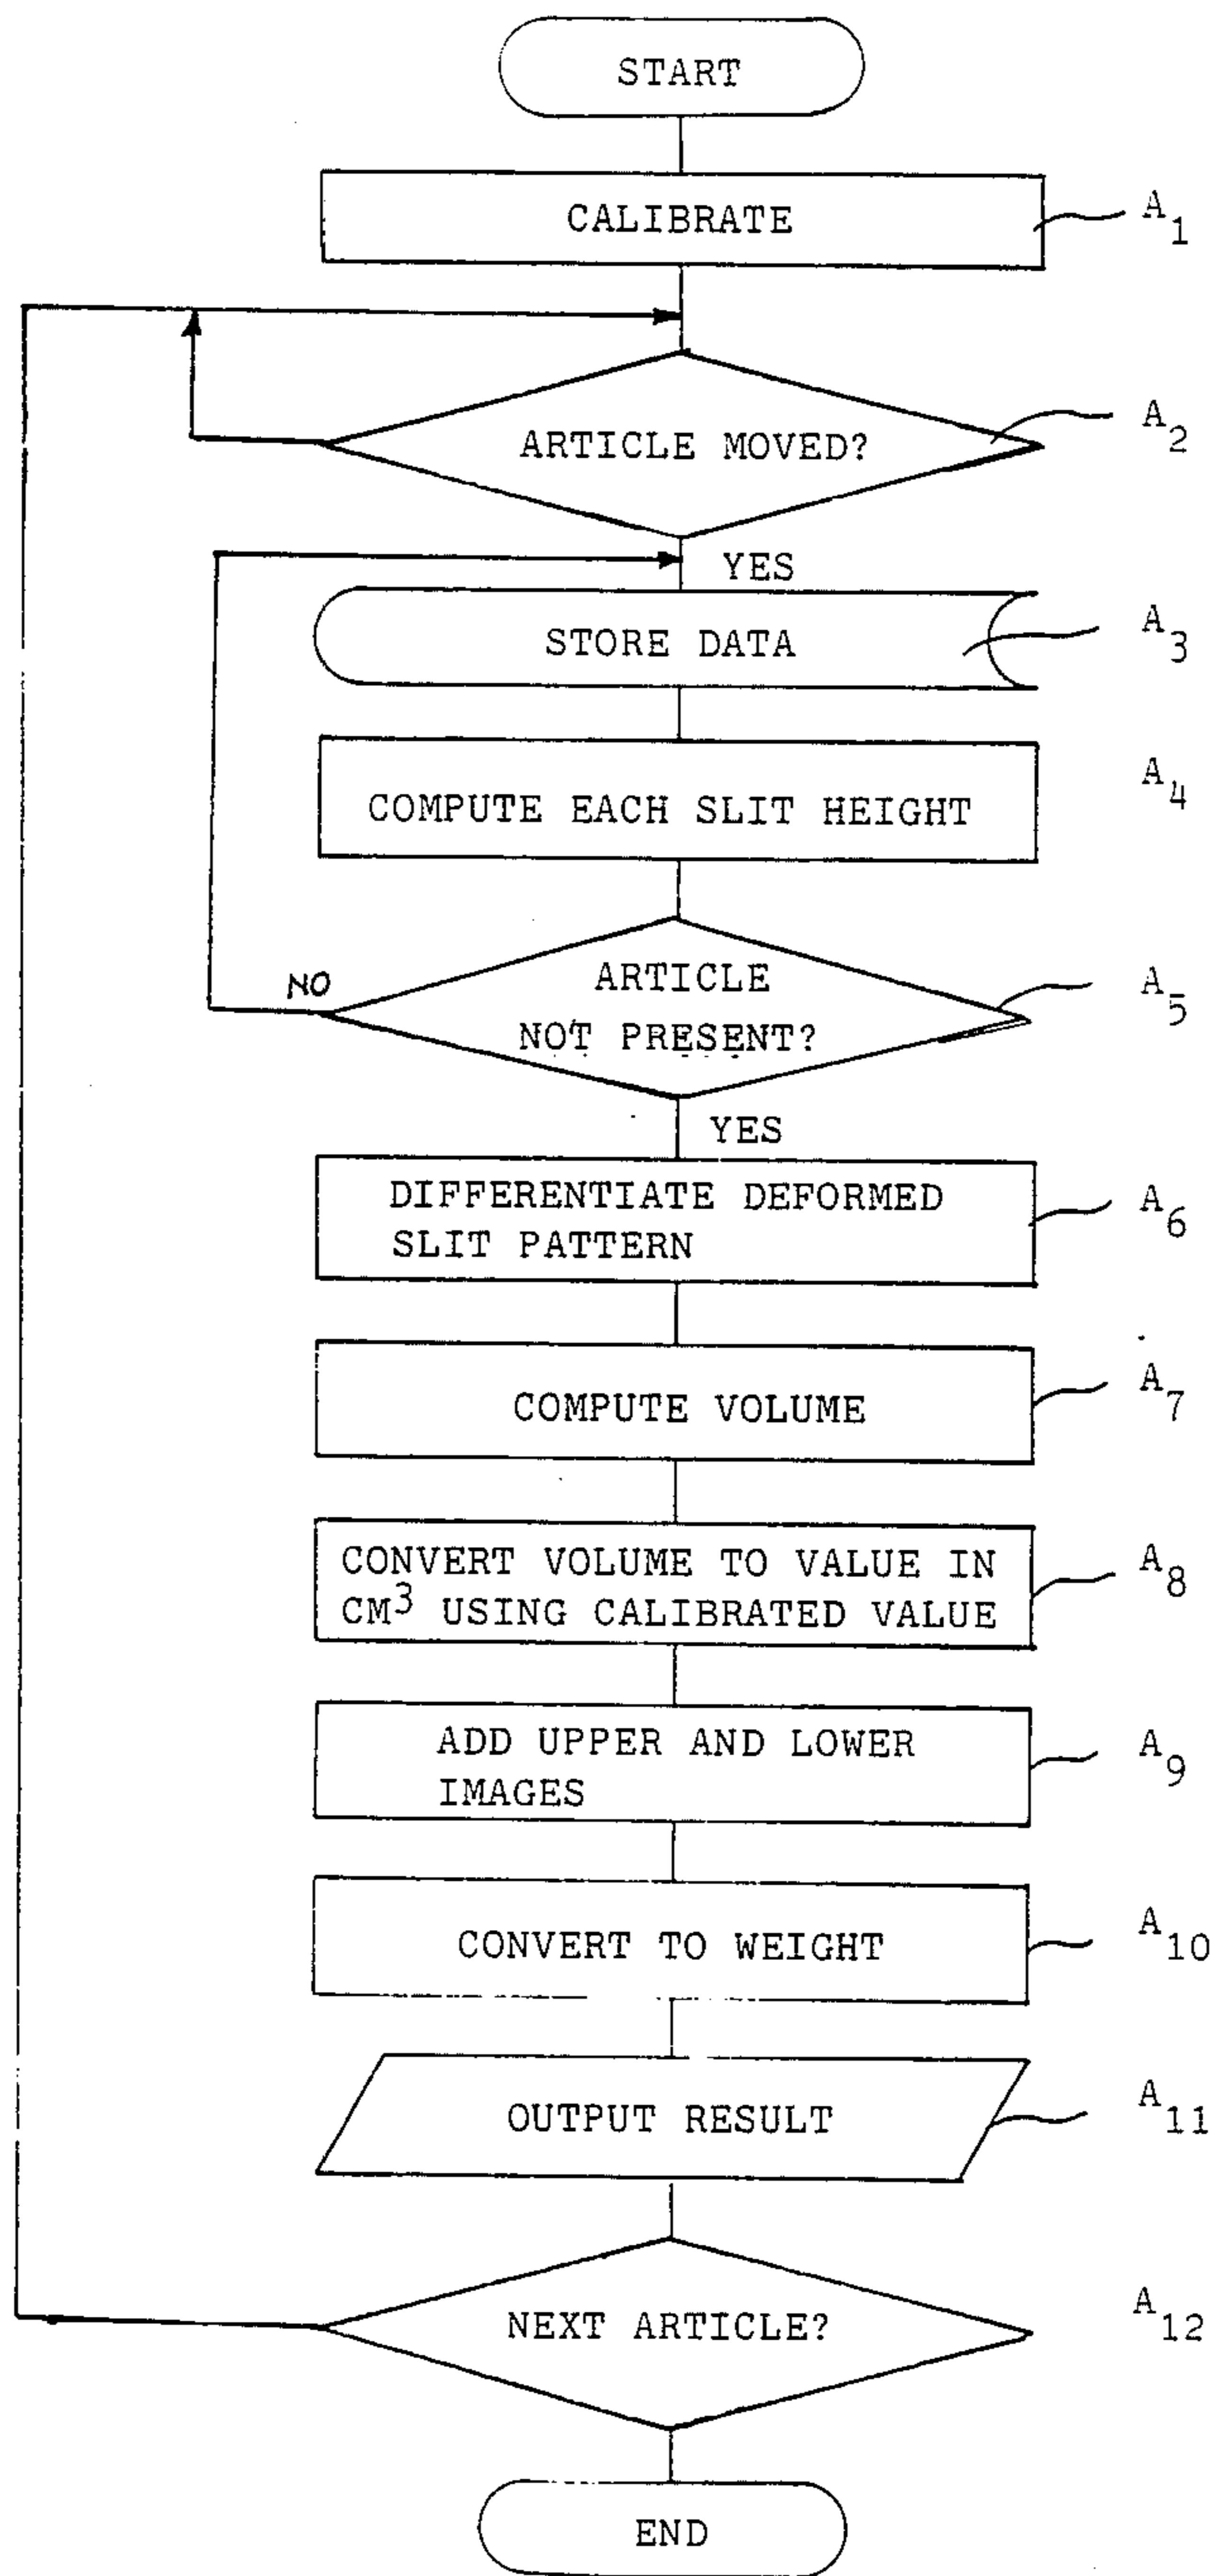 START
CALIBRATE
A1
ARTICLE MOVED?
A2
YES
STORE DATA
A3
COMPUTE EACH SLIT HEIGHT
A4
ARTICLE
NOT PRESENT?
A5
NO
YES
DIFFERENTIATE DEFORMED
SLIT PATTERN
A6
COMPUTE VOLUME
A7
CONVERT VOLUME TO VALUE IN
CM³ USING CALIBRATED VALUE
A8
ADD UPPER AND LOWER
IMAGES
A9
CONVERT TO WEIGHT
A10
OUTPUT RESULT
A11
NEXT ARTICLE?
A12
END